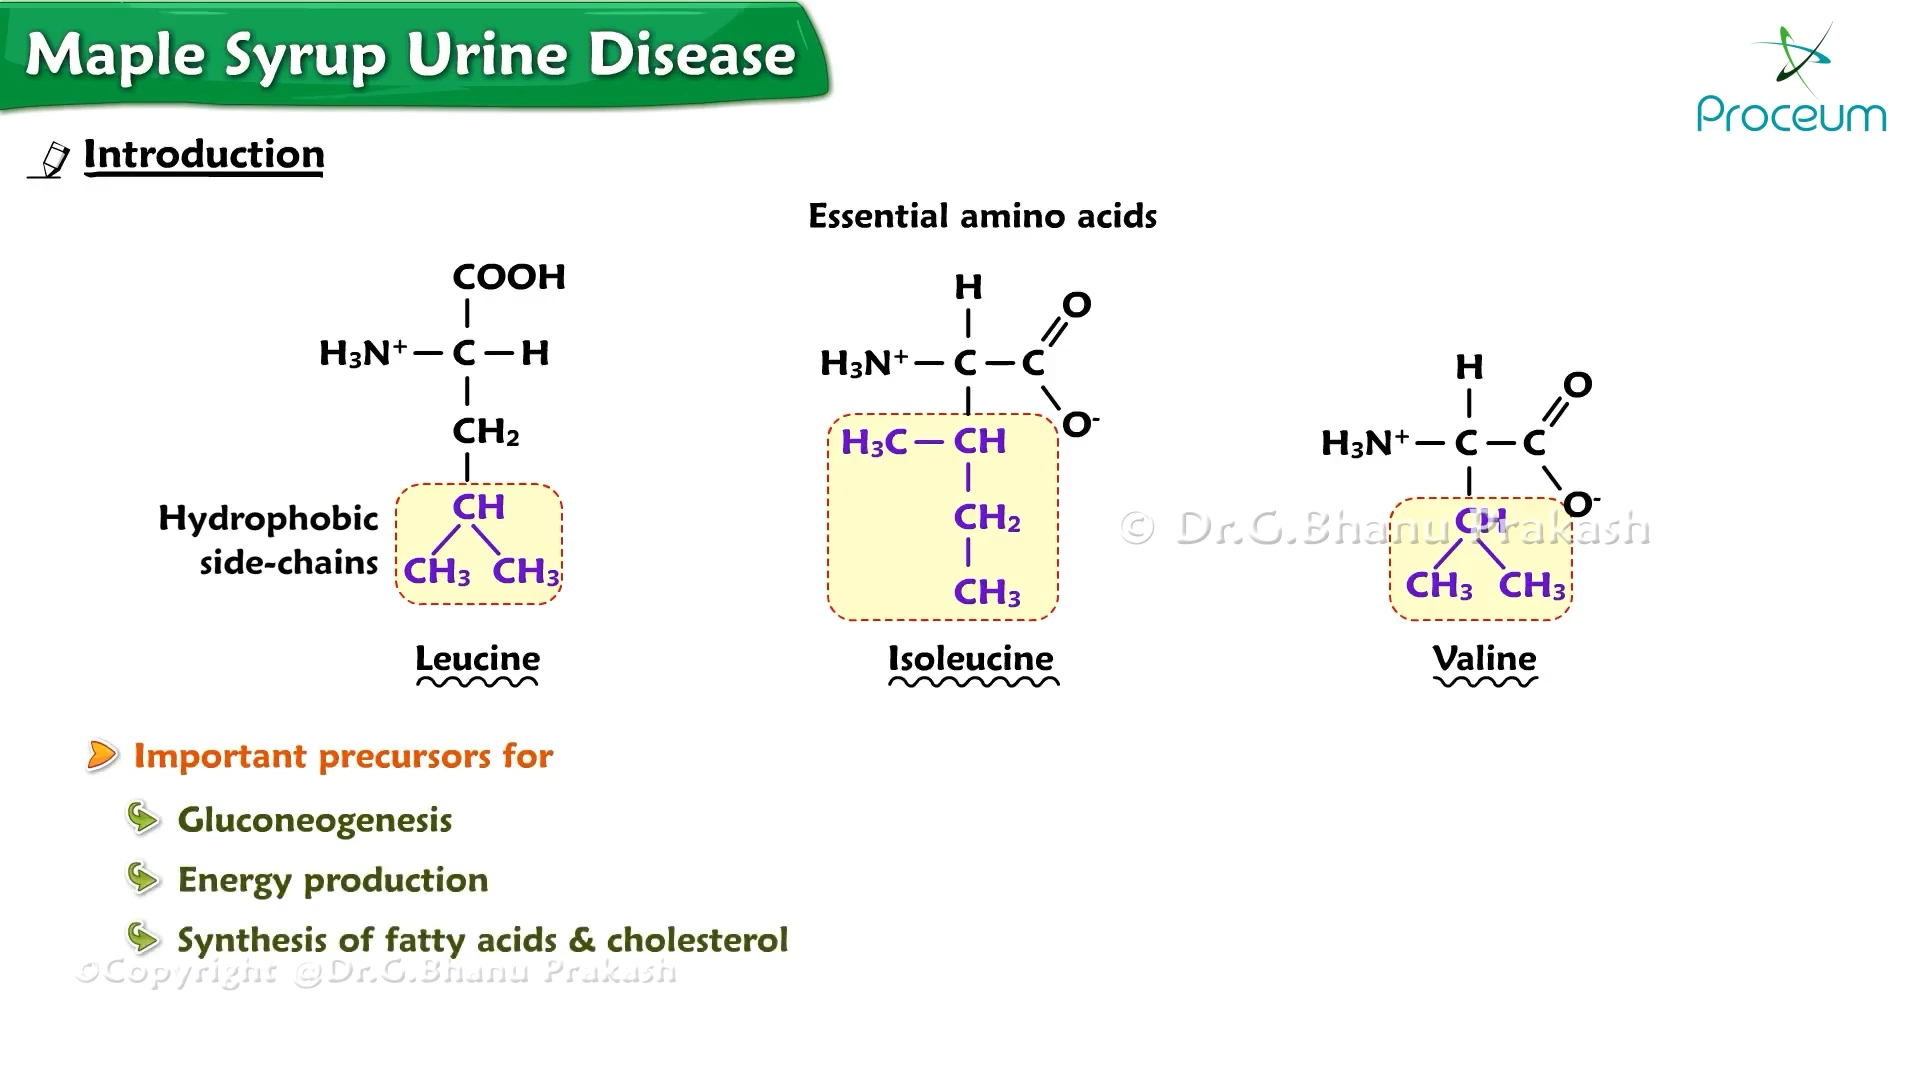 Maple Syrup Urine Disease
Proceum
Introduction
Essential amino acids
COOH
H₃N⁺ — C — H
CH₂
CH
CH₃ CH₃
Hydrophobic
side-chains
Leucine
H
O
H₃N⁺ — C — C
O⁻
H₃C — CH
CH₂
CH₃
Isoleucine
H
O
H₃N⁺ — C — C
O⁻
CH
CH₃ CH₃
Valine
© Dr.G.Bhanu Prakash
Important precursors for
Gluconeogenesis
Energy production
Synthesis of fatty acids & cholesterol
©Copyright @Dr.G.Bhanu Prakash